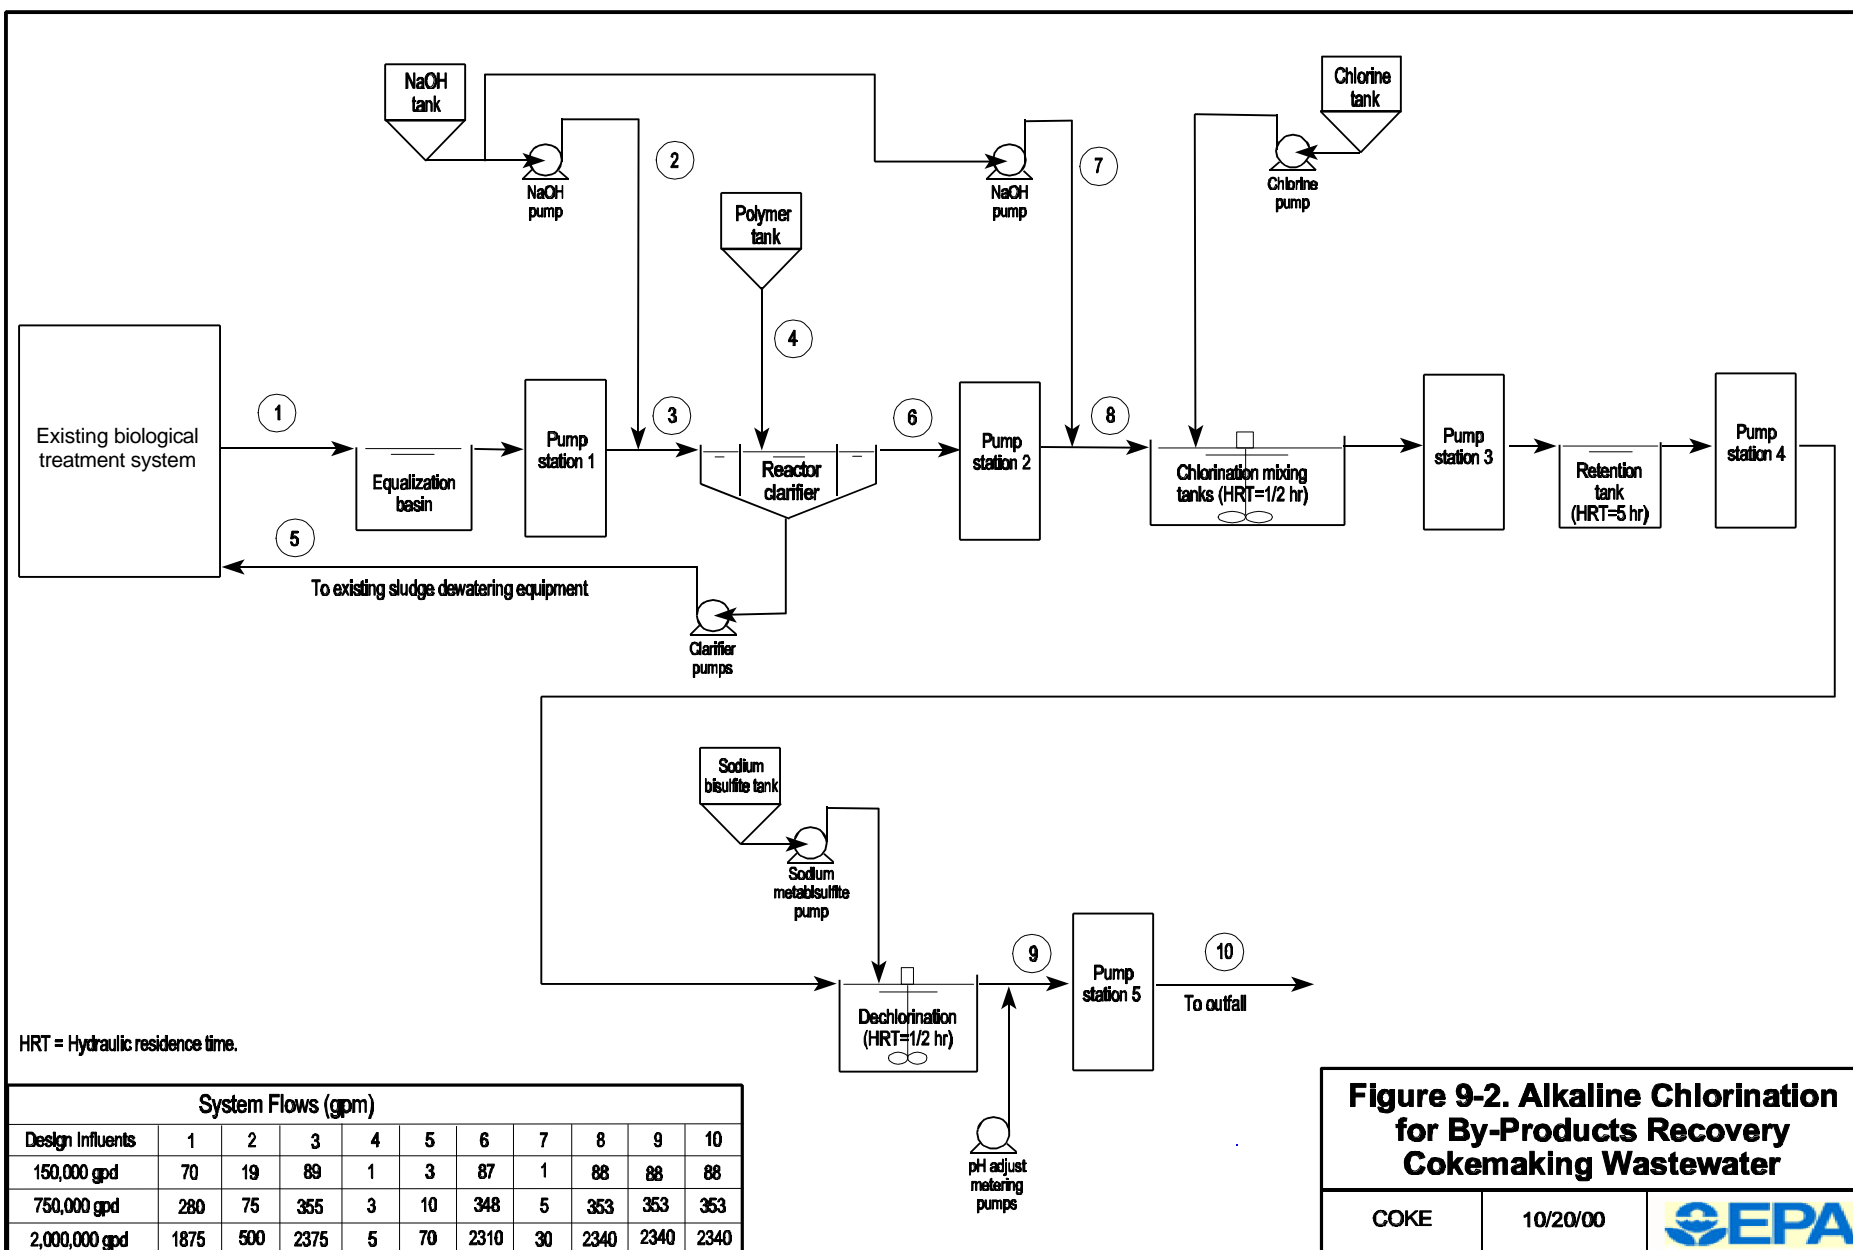 NaOH
tank
Chlorine
tank
2
7
NaOH
pump
NaOH
pump
Chlorine
pump
Polymer
tank
4
1
3
6
8
Existing biological
treatment system
Equalization
basin
Pump
station 1
Reactor
clarifier
Pump
station 2
Chlorination mixing
tanks (HRT=1/2 hr)
Pump
station 3
Retention
tank
(HRT=5 hr)
Pump
station 4
5
To existing sludge dewatering equipment
Clarifier
pumps
Sodium
bisulfite tank
Sodium
metabisulfite
pump
9
10
Dechlorination
(HRT=1/2 hr)
Pump
station 5
To outfall
pH adjust
metering
pumps
HRT = Hydraulic residence time.
System Flows (gpm)
Design Influents 1 2 3 4 5 6 7 8 9 10
150,000 gpd 70 19 89 1 3 87 1 88 88 88
750,000 gpd 280 75 355 3 10 348 5 353 353 353
2,000,000 gpd 1875 500 2375 5 70 2310 30 2340 2340 2340
Figure 9-2. Alkaline Chlorination
for By-Products Recovery
Cokemaking Wastewater
COKE 10/20/00 EPA